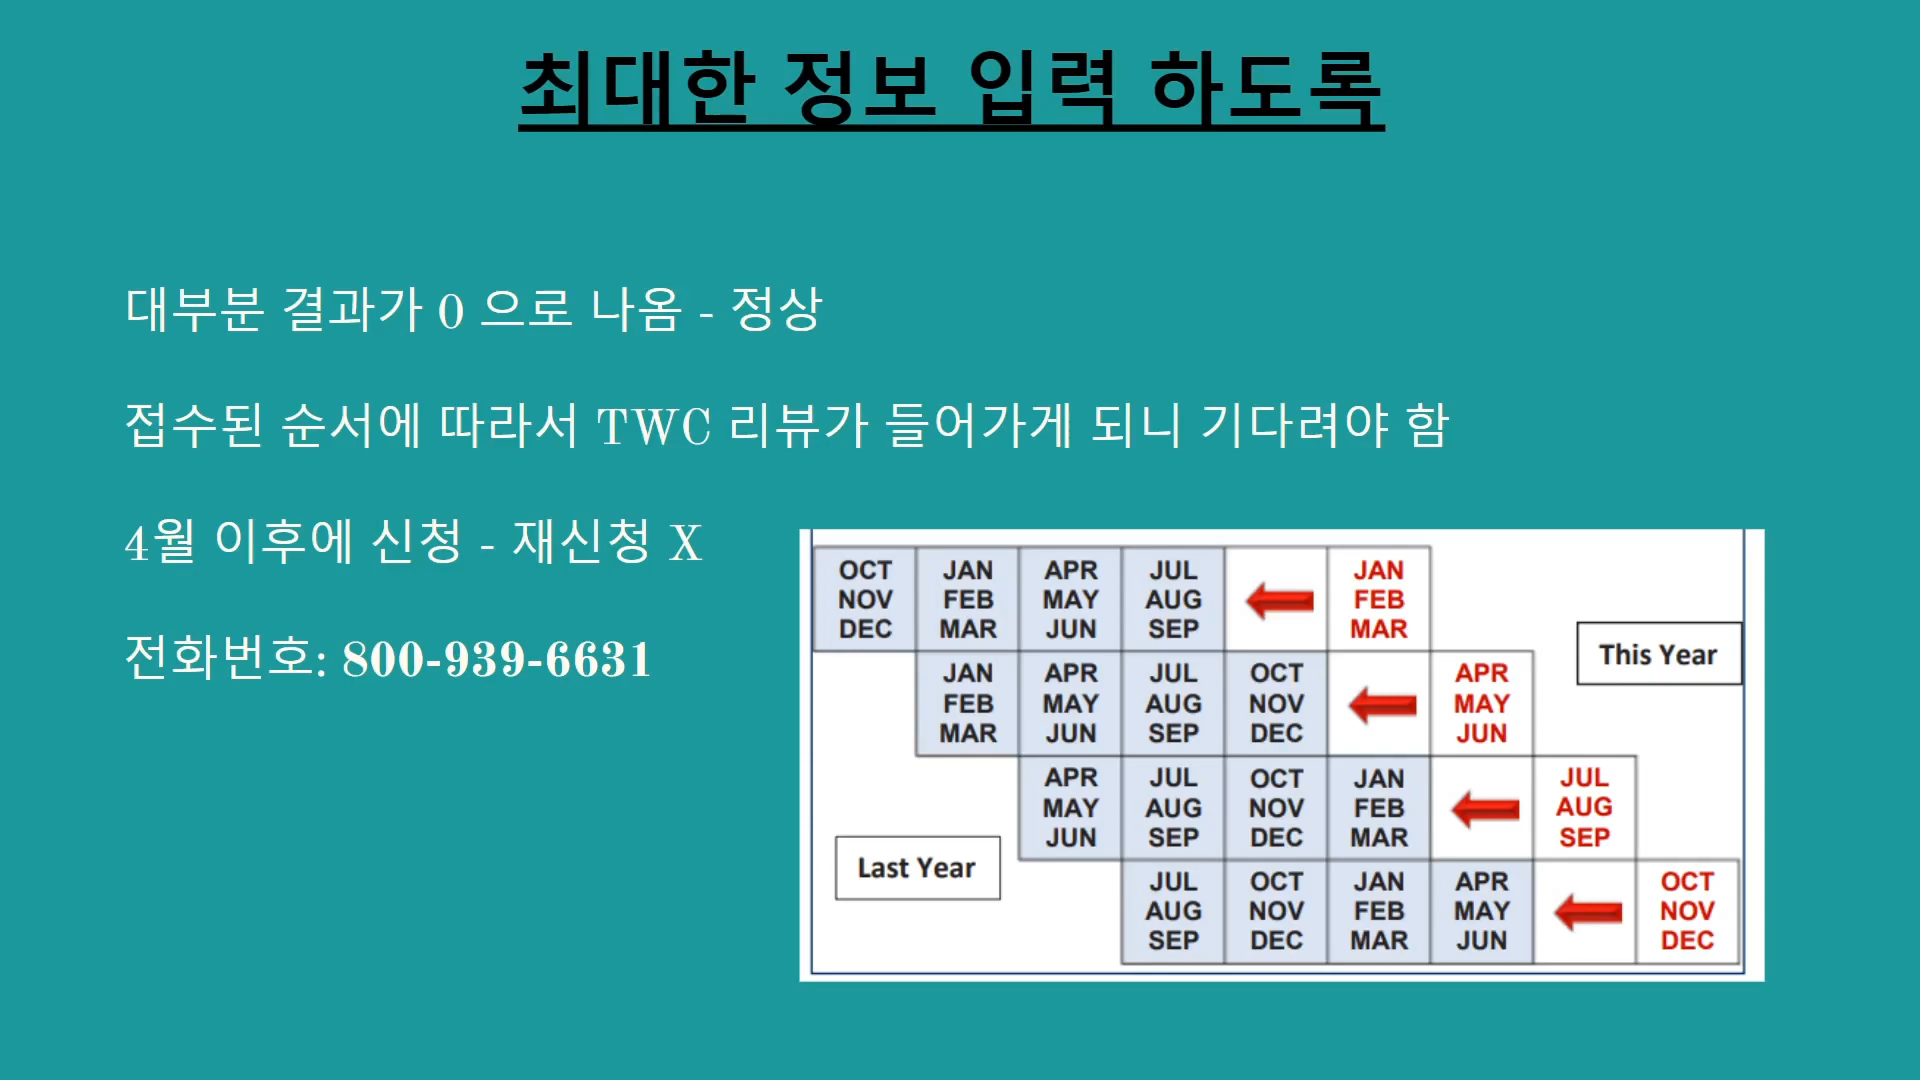 최대한 정보 입력 하도록
대부분 결과가 0 으로 나옴 - 정상
접수된 순서에 따라서 TWC 리뷰가 들어가게 되니 기다려야 함
4월 이후에 신청 - 재신청 X
전화번호: 800-939-6631
OCT JAN APR JUL JAN
NOV FEB MAY AUG FEB
DEC MAR JUN SEP MAR
This Year
JAN APR JUL OCT APR
FEB MAY AUG NOV MAY
MAR JUN SEP DEC JUN
APR JUL OCT JAN JUL
MAY AUG NOV FEB AUG
JUN SEP DEC MAR SEP
Last Year
JUL OCT JAN APR OCT
AUG NOV FEB MAY NOV
SEP DEC MAR JUN DEC